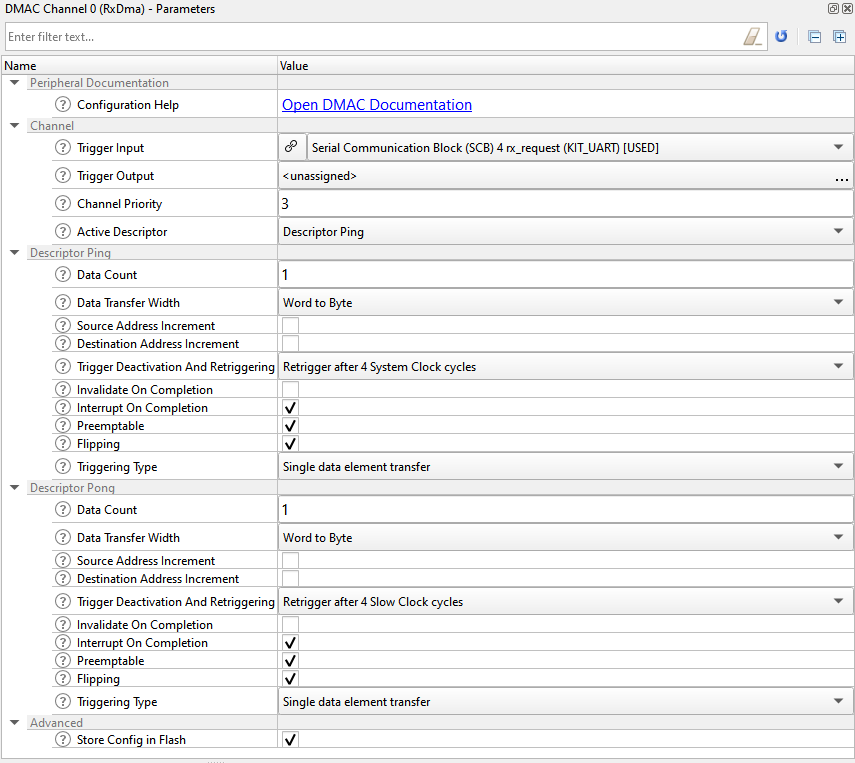 DMAC Channel 0 (RxDma) - Parameters
Enter filter text...
Name Value
Peripheral Documentation
Configuration Help Open DMAC Documentation
Channel
Trigger Input Serial Communication Block (SCB) 4 rx_request (KIT_UART) [USED]
Trigger Output <unassigned> ...
Channel Priority 3
Active Descriptor Descriptor Ping
Descriptor Ping
Data Count 1
Data Transfer Width Word to Byte
Source Address Increment
Destination Address Increment
Trigger Deactivation And Retriggering Retrigger after 4 System Clock cycles
Invalidate On Completion
Interrupt On Completion
Preemptable
Flipping
Triggering Type Single data element transfer
Descriptor Pong
Data Count 1
Data Transfer Width Word to Byte
Source Address Increment
Destination Address Increment
Trigger Deactivation And Retriggering Retrigger after 4 Slow Clock cycles
Invalidate On Completion
Interrupt On Completion
Preemptable
Flipping
Triggering Type Single data element transfer
Advanced
Store Config in Flash